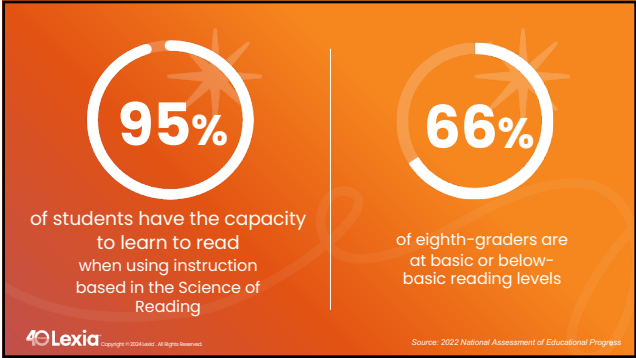 95%
of students have the capacity
to learn to read
when using instruction
based in the Science of
Reading
66%
of eighth-graders are
at basic or below-
basic reading levels
40 Lexia
Copyright © 2024 Lexia . All Rights Reserved.
Source: 2022 National Assessment of Educational Progress